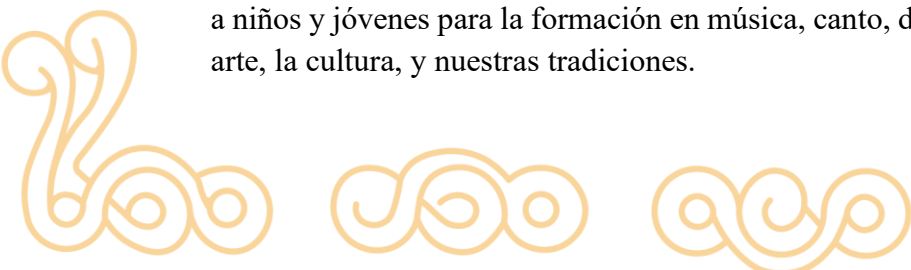 a niños y jóvenes para la formación en música, canto,
arte, la cultura, y nuestras tradiciones.